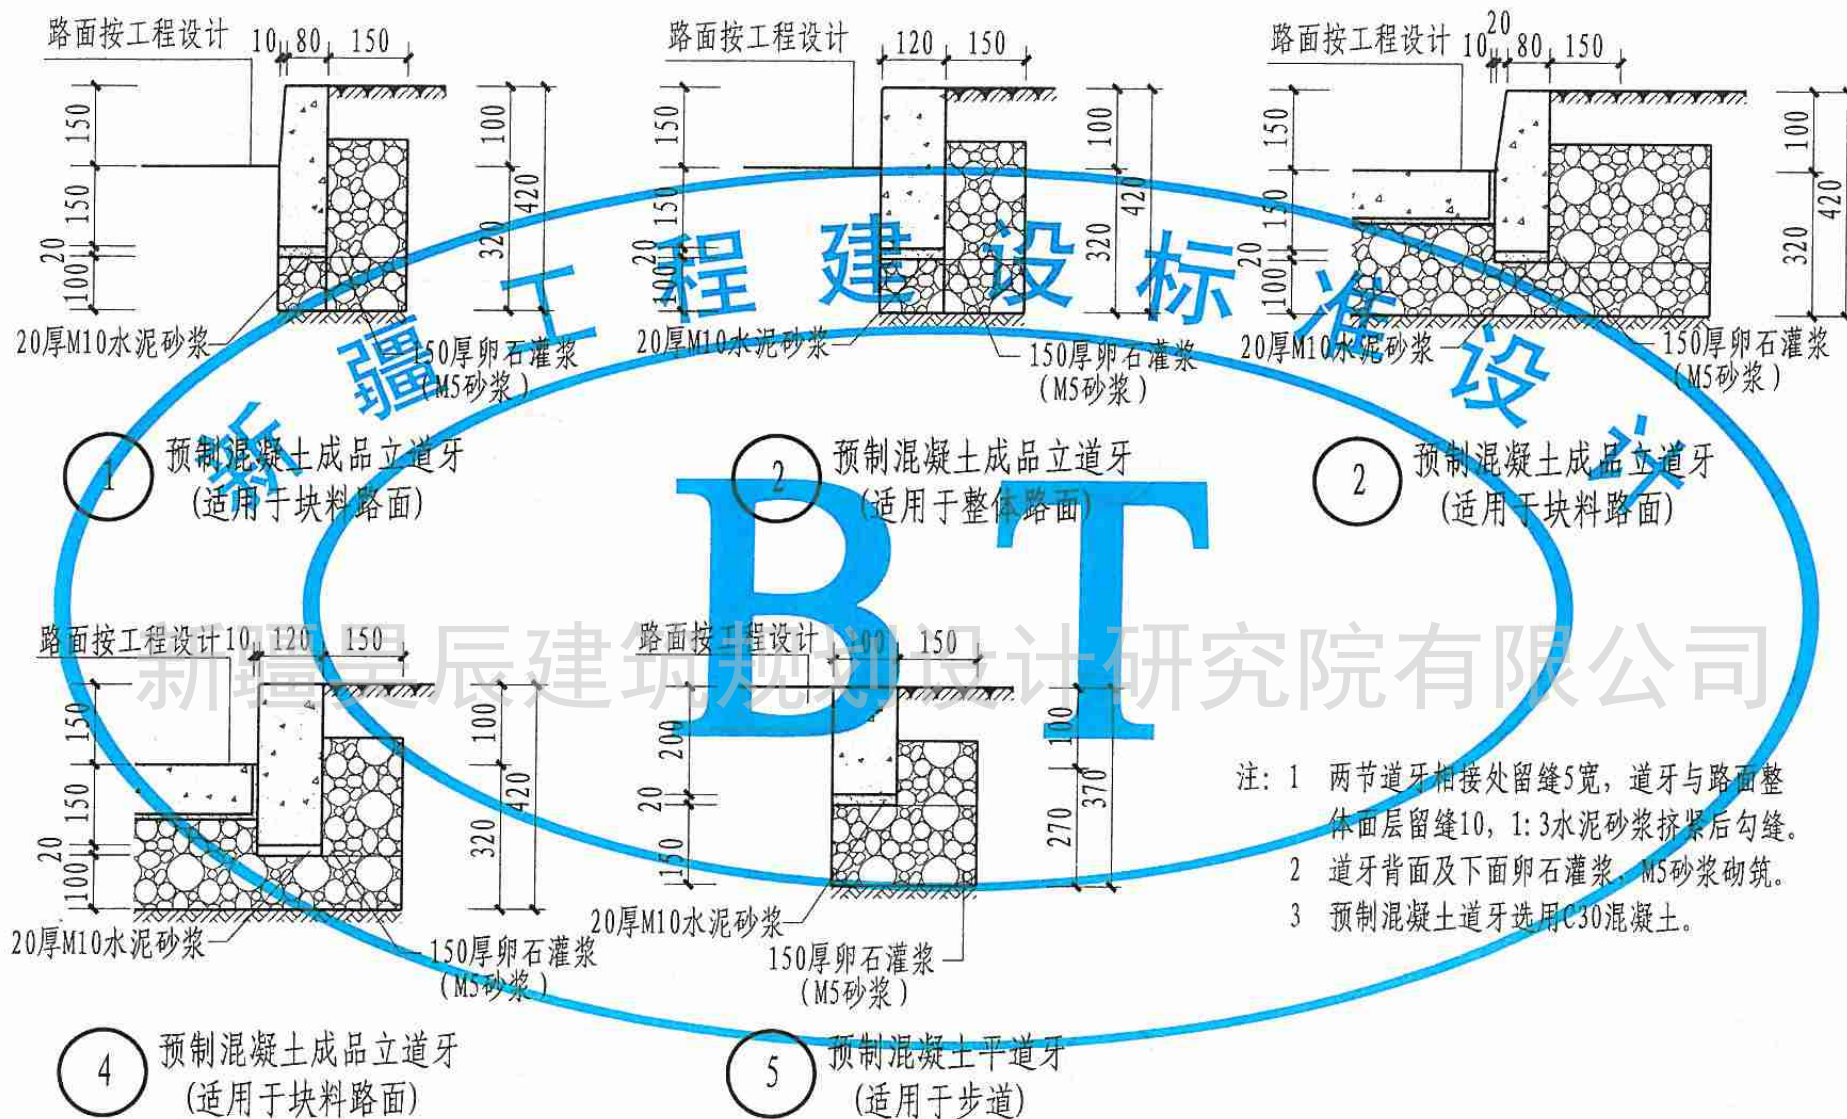 路面按工程设计
10 80 150
150
150
20
100
100
320
420
20厚M10水泥砂浆
150厚卵石灌浆
(M5砂浆)
1
预制混凝土成品立道牙
(适用于块料路面)
路面按工程设计
120 150
150
150
20
100
100
320
420
20厚M10水泥砂浆
150厚卵石灌浆
(M5砂浆)
2
预制混凝土成品立道牙
(适用于整体路面)
路面按工程设计
20
10 80 150
150
150
20
100
100
320
420
20厚M10水泥砂浆
150厚卵石灌浆
(M5砂浆)
2
预制混凝土成品立道牙
(适用于块料路面)
新疆工程建设标准设计
BT
新疆昊辰建筑规划设计研究院有限公司
路面按工程设计
10 120 150
150
150
20
100
100
320
420
20厚M10水泥砂浆
150厚卵石灌浆
(M5砂浆)
4
预制混凝土成品立道牙
(适用于块料路面)
路面按工程设计
100 150
200
20
150
100
270
370
20厚M10水泥砂浆
150厚卵石灌浆
(M5砂浆)
5
预制混凝土平道牙
(适用于步道)
注: 1 两节道牙相接处留缝5宽, 道牙与路面整
体面层留缝10, 1:3水泥砂浆挤紧后勾缝。
2 道牙背面及下面卵石灌浆, M5砂浆砌筑。
3 预制混凝土道牙选用C30混凝土。